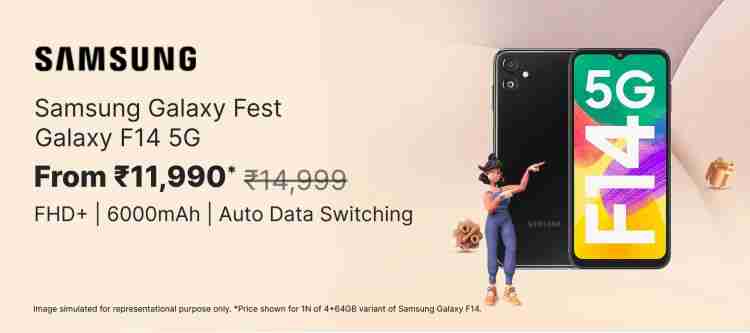 SAMSUNG
Samsung Galaxy Fest
Galaxy F14 5G
From ₹11,990* ₹14,999
FHD+ | 6000mAh | Auto Data Switching
SAMSUNG
5G
F14
Image simulated for representational purpose only. *Price shown for 1N of 4+64GB variant of Samsung Galaxy F14.